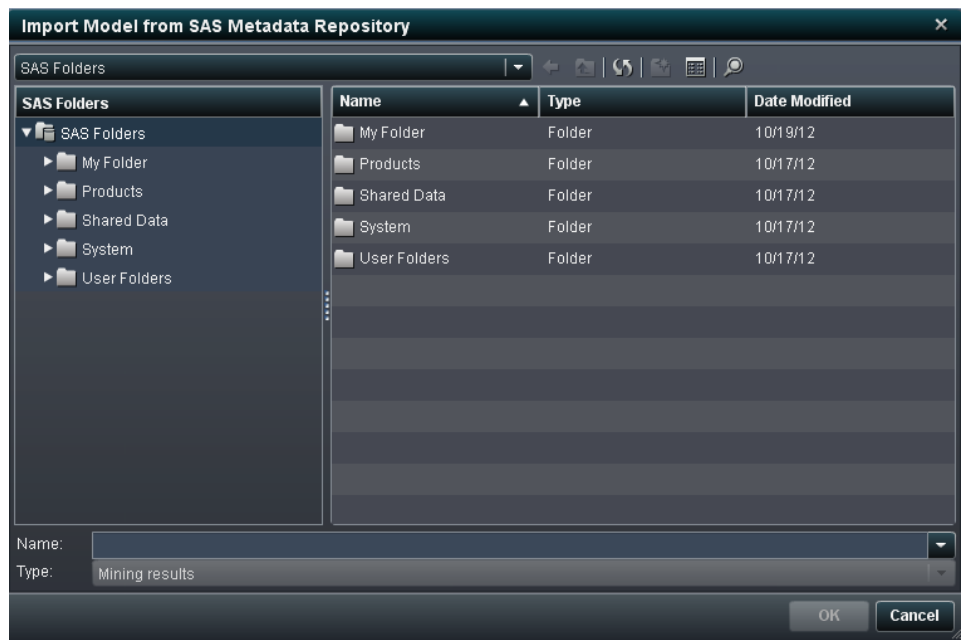 Import Model from SAS Metadata Repository
SAS Folders
SAS Folders
Name Type Date Modified
SAS Folders
My Folder
Products
Shared Data
System
User Folders
My Folder Folder 10/19/12
Products Folder 10/17/12
Shared Data Folder 10/17/12
System Folder 10/17/12
User Folders Folder 10/17/12
Name:
Type: Mining results
OK Cancel